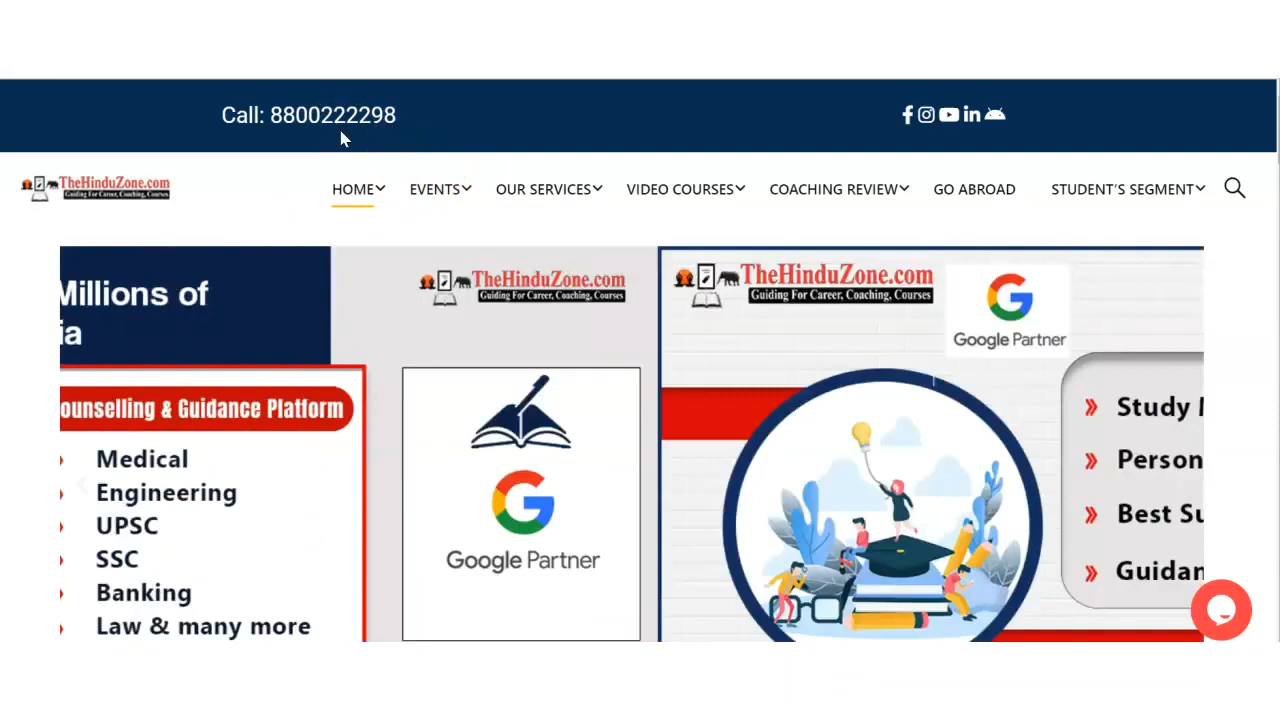 Call: 8800222298
TheHinduZone.com
Guiding For Career, Coaching, Courses
HOME EVENTS OUR SERVICES VIDEO COURSES COACHING REVIEW GO ABROAD STUDENT'S SEGMENT
Millions of
ia
ounselling & Guidance Platform
Medical
Engineering
UPSC
SSC
Banking
Law & many more
TheHinduZone.com
Guiding For Career, Coaching, Courses
Google Partner
TheHinduZone.com
Guiding For Career, Coaching, Courses
Google Partner
Study
Person
Best Su
Guidan